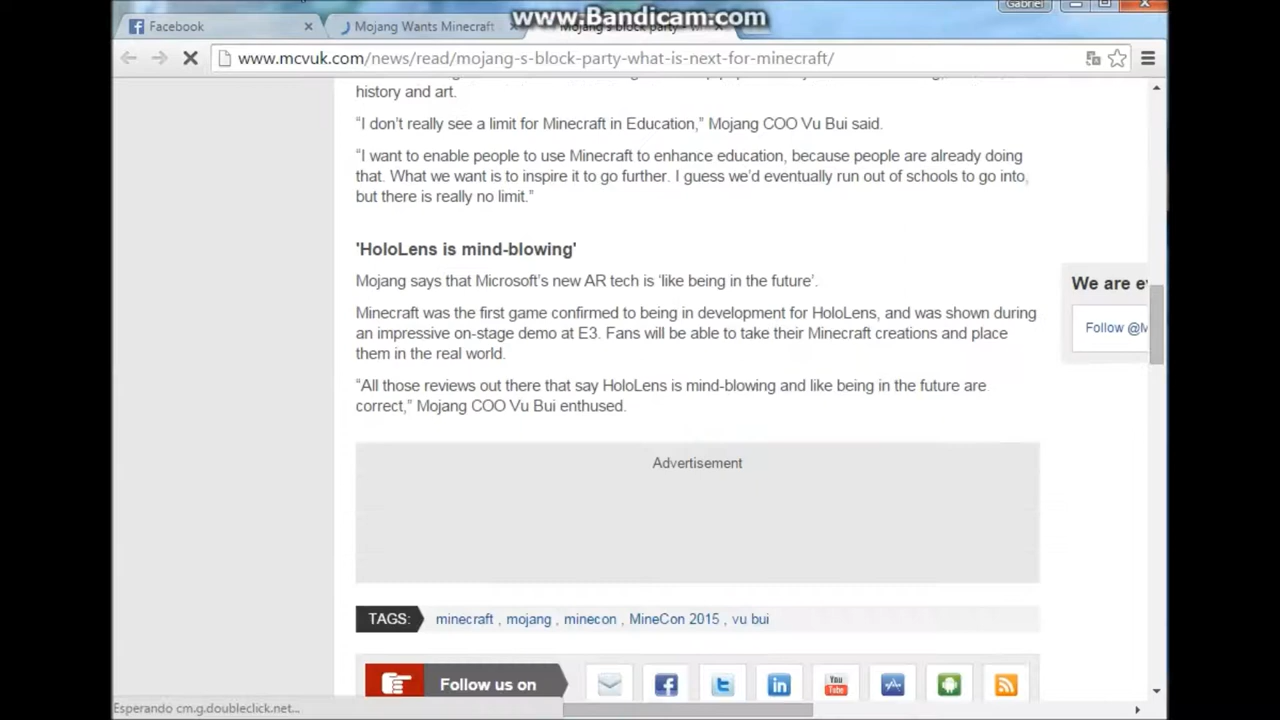 www.Bandicam.com
Gabriel
Facebook
Mojang Wants Minecraft
Mojang's block party
www.mcvuk.com/news/read/mojang-s-block-party-what-is-next-for-minecraft/
history and art.
“I don’t really see a limit for Minecraft in Education,” Mojang COO Vu Bui said.
“I want to enable people to use Minecraft to enhance education, because people are already doing
that. What we want is to inspire it to go further. I guess we’d eventually run out of schools to go into,
but there is really no limit.”
'HoloLens is mind-blowing'
Mojang says that Microsoft’s new AR tech is ‘like being in the future’.
Minecraft was the first game confirmed to being in development for HoloLens, and was shown during
an impressive on-stage demo at E3. Fans will be able to take their Minecraft creations and place
them in the real world.
“All those reviews out there that say HoloLens is mind-blowing and like being in the future are
correct,” Mojang COO Vu Bui enthused.
We are e
Follow @M
Advertisement
TAGS: minecraft , mojang , minecon , MineCon 2015 , vu bui
Follow us on
You
Tube
Esperando cm.g.doubleclick.net...